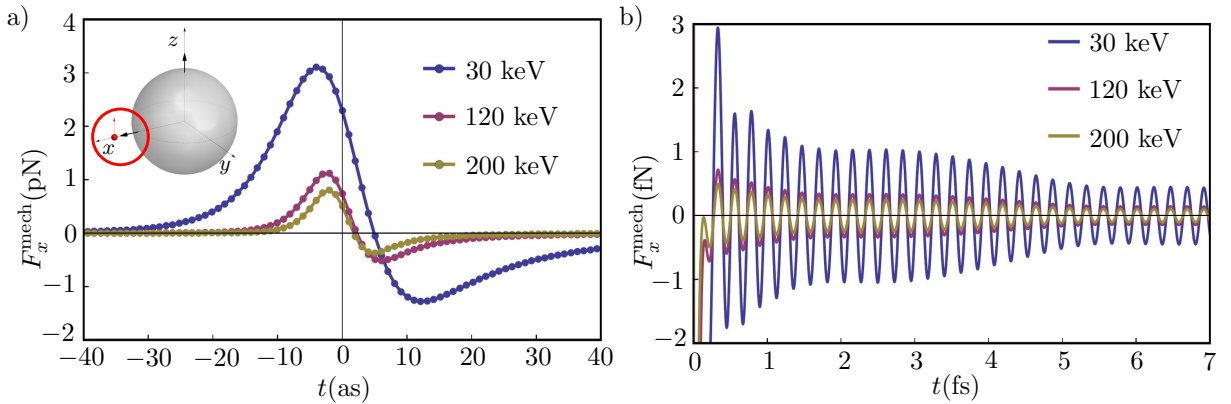 a)
F_x^mech (pN)
4
3
2
1
0
−1
−2
−40
−30
−20
−10
0
10
20
30
40
t(as)
z
x
y
30 keV
120 keV
200 keV
b)
F_x^mech (fN)
3
2
1
0
−1
−2
0
1
2
3
4
5
6
7
t(fs)
30 keV
120 keV
200 keV